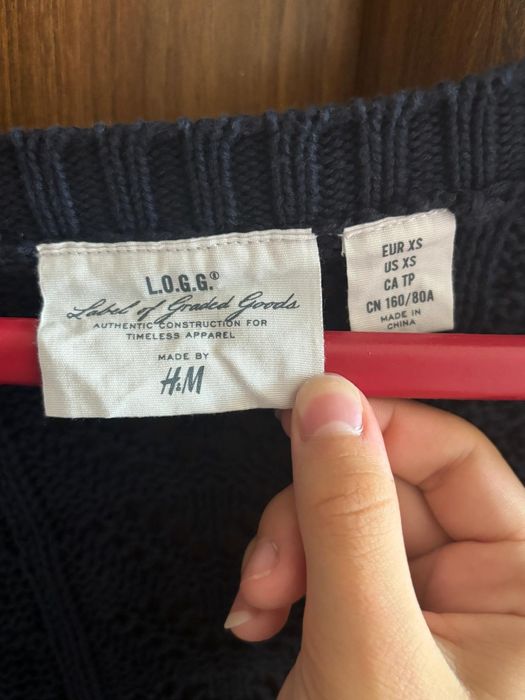 L.O.G.G.®
Label of Graded Goods
AUTHENTIC CONSTRUCTION FOR
TIMELESS APPAREL
MADE BY
H&M
EUR XS
US XS
CA TP
CN 160/80A
MADE IN
CHINA